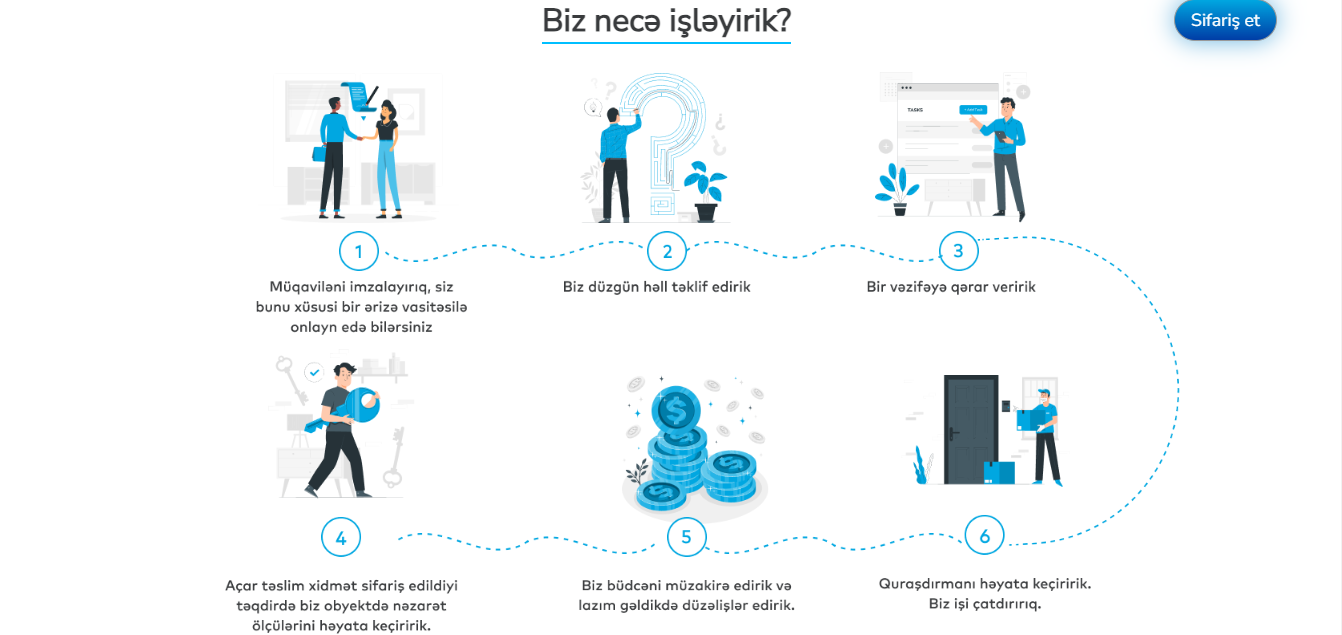 Biz necə işləyirik?
Sifariş et
TASKS
1
2
3
Müqaviləni imzalayırıq, siz
bunu xüsusi bir ərizə vasitəsilə
onlayn edə bilərsiniz
Biz düzgün həll təklif edirik
Bir vəzifəyə qərar veririk
4
5
6
Açar təslim xidmət sifariş edildiyi
təqdirdə biz obyektdə nəzarət
ölçülərini həyata keçiririk.
Biz büdcəni müzakirə edirik və
lazım gəldikdə düzəlişlər edirik.
Quraşdırmanı həyata keçiririk.
Biz işi çatdırırıq.